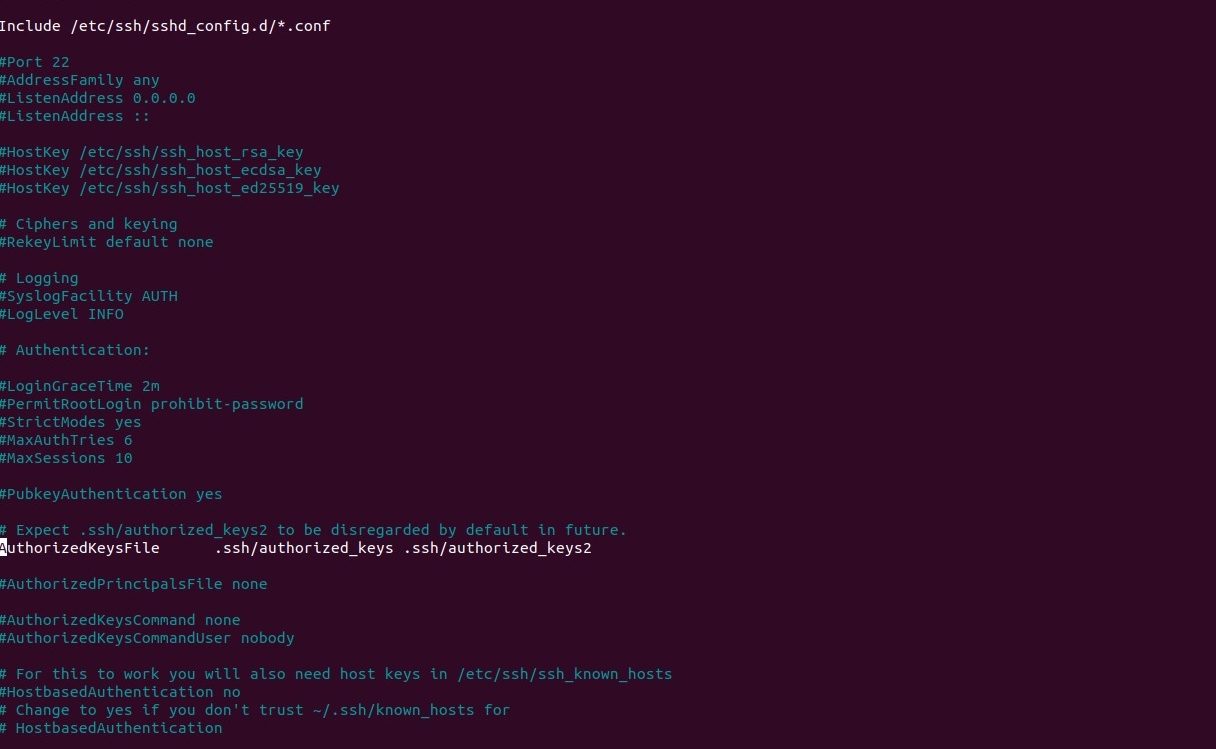 Include /etc/ssh/sshd_config.d/*.conf
#Port 22
#AddressFamily any
#ListenAddress 0.0.0.0
#ListenAddress ::
#HostKey /etc/ssh/ssh_host_rsa_key
#HostKey /etc/ssh/ssh_host_ecdsa_key
#HostKey /etc/ssh/ssh_host_ed25519_key
# Ciphers and keying
#RekeyLimit default none
# Logging
#SyslogFacility AUTH
#LogLevel INFO
# Authentication:
#LoginGraceTime 2m
#PermitRootLogin prohibit-password
#StrictModes yes
#MaxAuthTries 6
#MaxSessions 10
#PubkeyAuthentication yes
# Expect .ssh/authorized_keys2 to be disregarded by default in future.
AuthorizedKeysFile      .ssh/authorized_keys .ssh/authorized_keys2
#AuthorizedPrincipalsFile none
#AuthorizedKeysCommand none
#AuthorizedKeysCommandUser nobody
# For this to work you will also need host keys in /etc/ssh/ssh_known_hosts
#HostbasedAuthentication no
# Change to yes if you don't trust ~/.ssh/known_hosts for
# HostbasedAuthentication